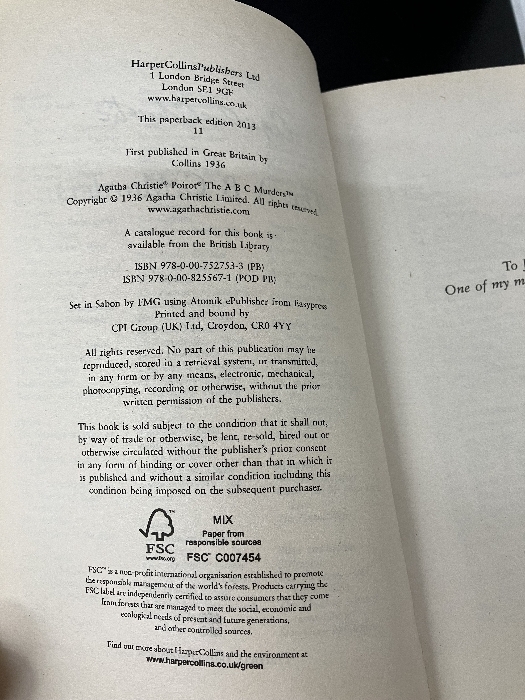 HarperCollinsPublishers Ltd
1 London Bridge Street
London SE1 9GF
www.harpercollins.co.uk
This paperback edition 2013
11
First published in Great Britain by
Collins 1936
Agatha Christie® Poirot® The A B C Murders™
Copyright © 1936 Agatha Christie Limited. All rights reserved.
www.agathachristie.com
A catalogue record for this book is
available from the British Library
ISBN 978-0-00-752753-3 (PB)
ISBN 978-0-00-825567-1 (POD PB)
Set in Sabon by FMG using Atomik ePublisher from Easypress
Printed and bound by
CPI Group (UK) Ltd, Croydon, CR0 4YY
All rights reserved. No part of this publication may be
reproduced, stored in a retrieval system, or transmitted,
in any form or by any means, electronic, mechanical,
photocopying, recording or otherwise, without the prior
written permission of the publishers.
This book is sold subject to the condition that it shall not,
by way of trade or otherwise, be lent, re-sold, hired out or
otherwise circulated without the publisher's prior consent
in any form of binding or cover other than that in which it
is published and without a similar condition including this
condition being imposed on the subsequent purchaser.
FSC
www.fsc.org
MIX
Paper from
responsible sources
FSC™ C007454
FSC™ is a non-profit international organisation established to promote
the responsible management of the world's forests. Products carrying the
FSC label are independently certified to assure consumers that they come
from forests that are managed to meet the social, economic and
ecological needs of present and future generations,
and other controlled sources.
Find out more about HarperCollins and the environment at
www.harpercollins.co.uk/green
To
One of my m